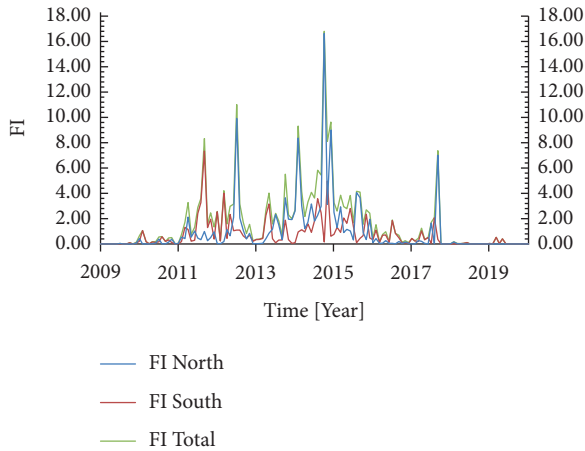 18.00 18.00
16.00 16.00
14.00 14.00
12.00 12.00
10.00 10.00
8.00 8.00
6.00 6.00
4.00 4.00
2.00 2.00
0.00 0.00
FI
2009 2011 2013 2015 2017 2019
Time [Year]
FI North
FI South
FI Total